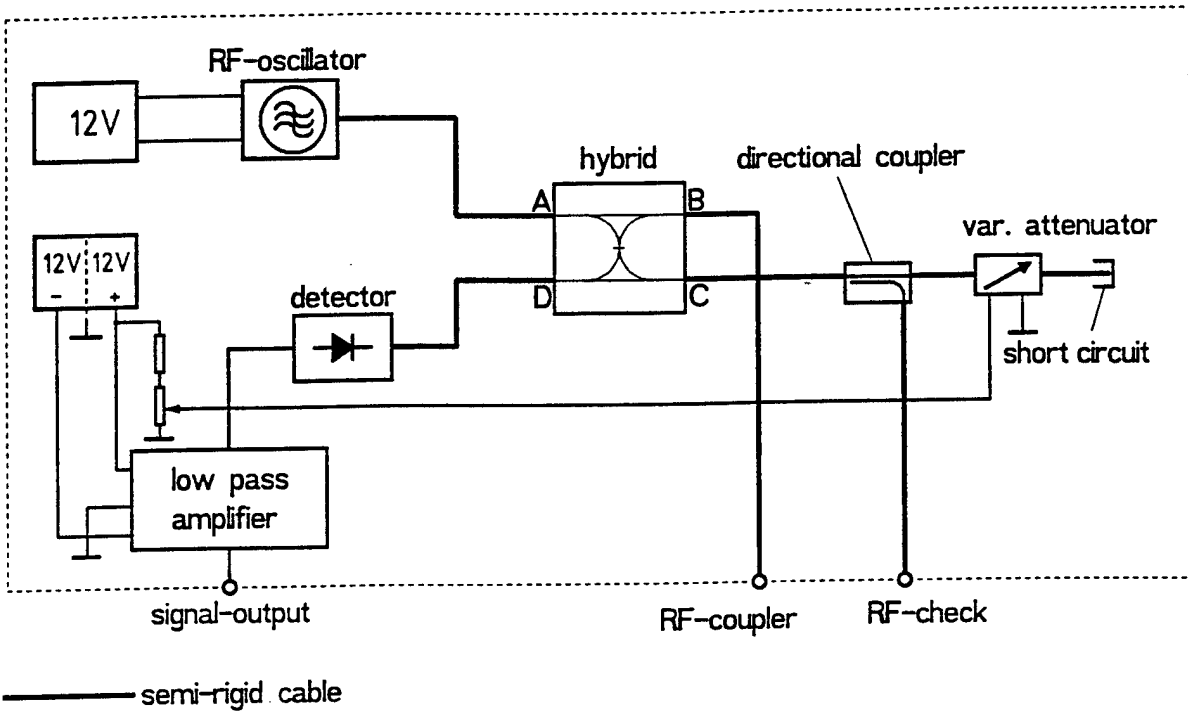 RF-oscillator
12V
hybrid
directional coupler
A
B
var. attenuator
12V 12V
- +
detector
D
C
short circuit
low pass
amplifier
signal-output
RF-coupler
RF-check
semi-rigid cable